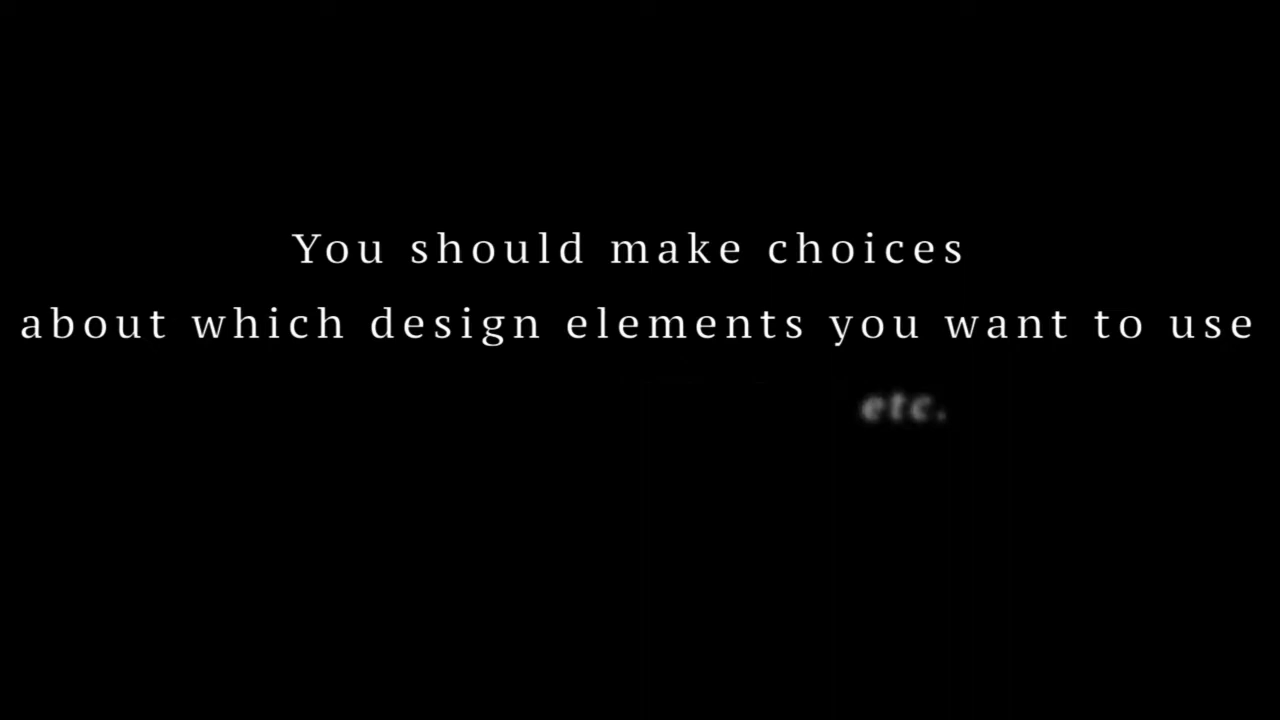 You should make choices
about which design elements you want to use
etc.